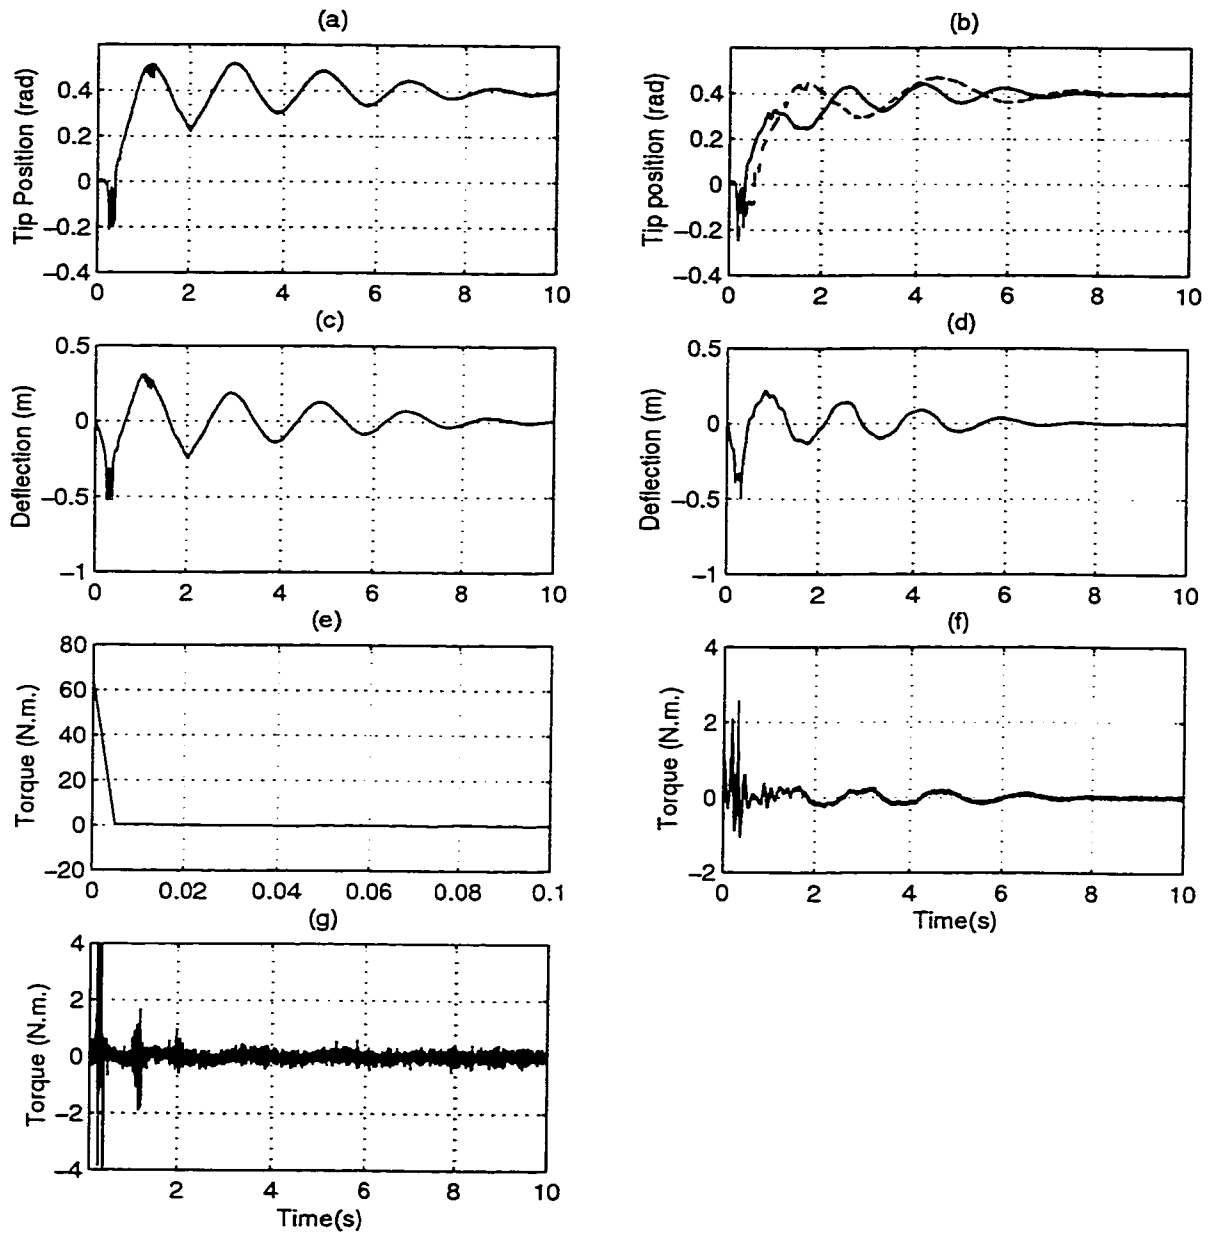 (a)
Tip Position (rad)
0.4
0.2
0
−0.2
−0.4
0 2 4 6 8 10
(b)
Tip position (rad)
0.4
0.2
0
−0.2
−0.4
0 2 4 6 8 10
(c)
Deflection (m)
0.5
0
−0.5
−1
0 2 4 6 8 10
(d)
Deflection (m)
0.5
0
−0.5
−1
0 2 4 6 8 10
(e)
Torque (N.m.)
80
60
40
20
0
−20
0 0.02 0.04 0.06 0.08 0.1
(f)
Torque (N.m.)
4
2
0
−2
0 2 4 6 8 10
Time(s)
(g)
Torque (N.m.)
4
2
0
−2
−4
2 4 6 8 10
Time(s)